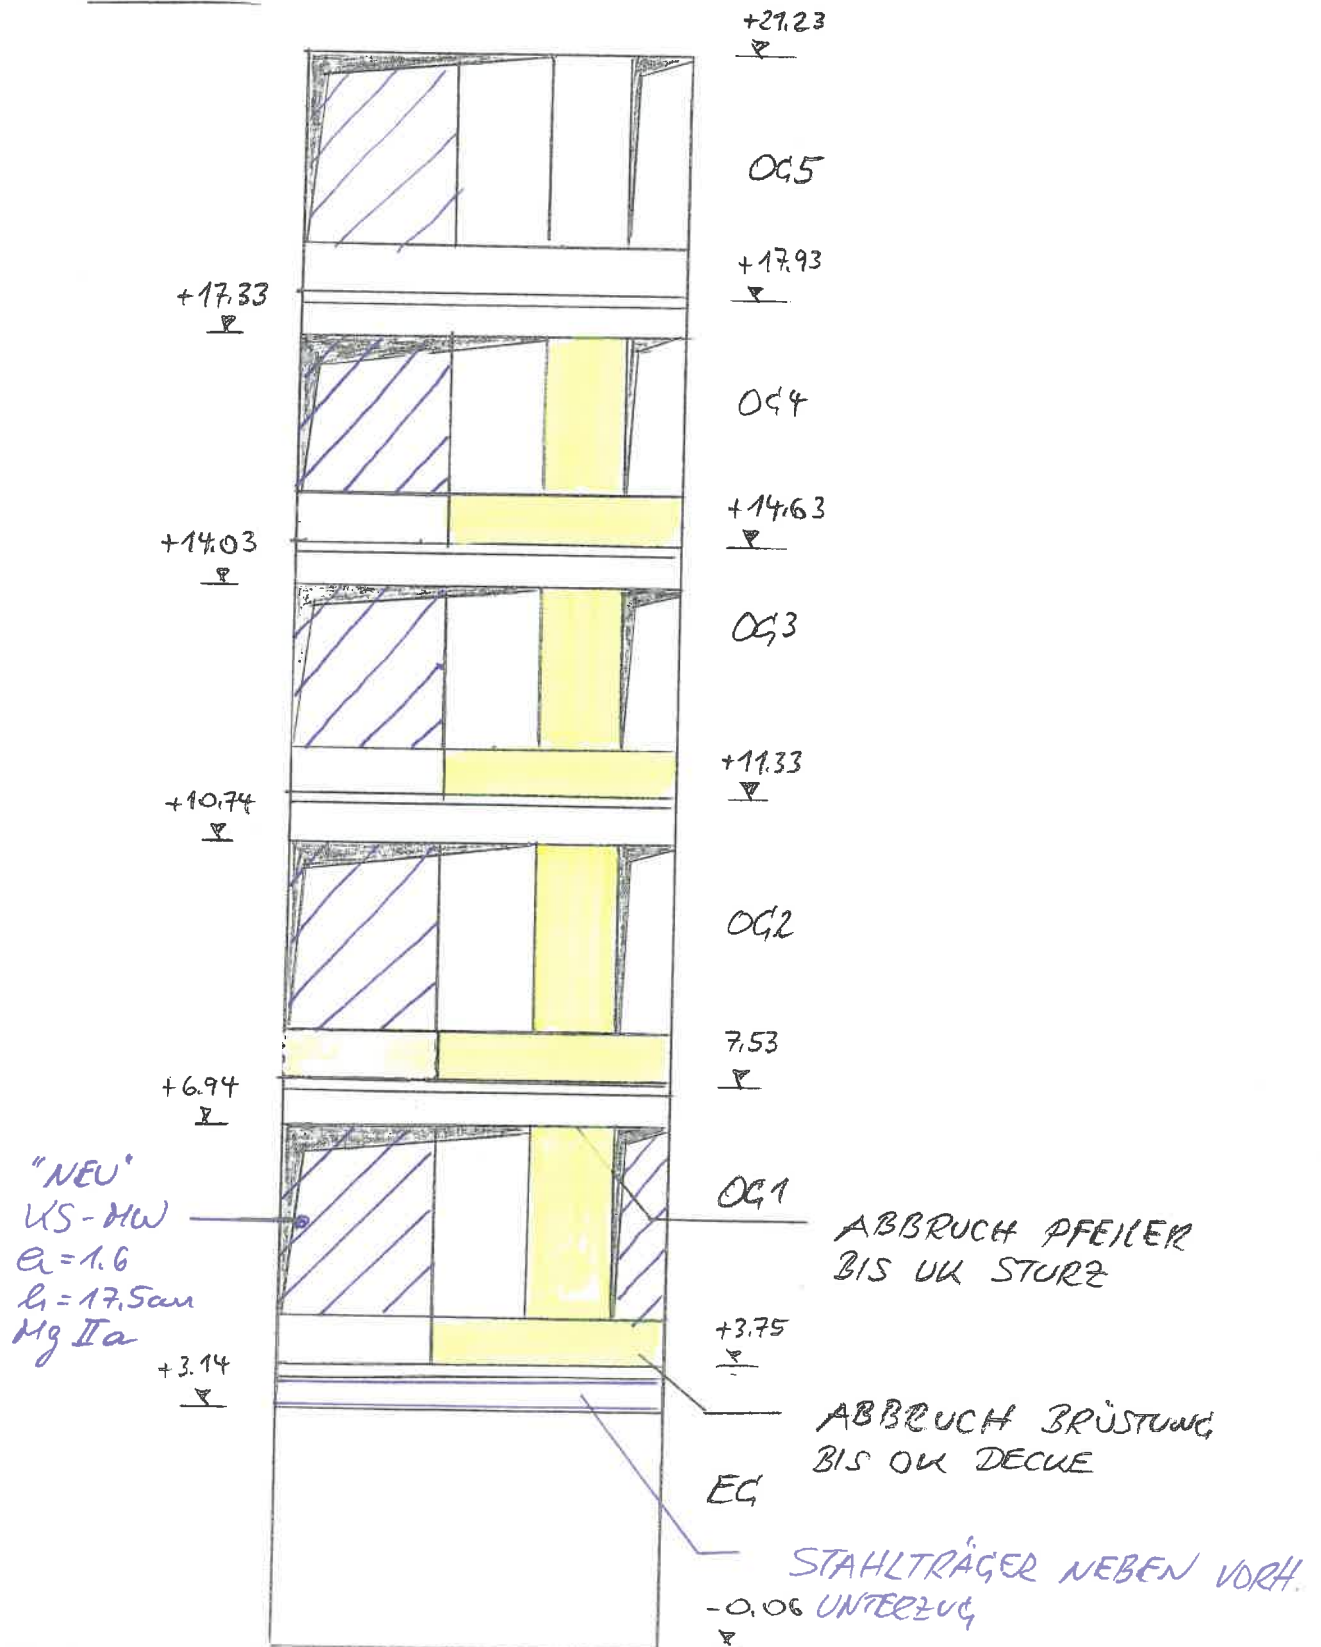 +21.23
OG5
+17.93
+17.33
OG4
+14.63
+14.03
OG3
+11.33
+10.74
OG2
7.53
+6.94
"NEU"
KS-MW
d=1.6
h=17.5cm
Mg IIa
OG1
ABBRUCH PFEILER
BIS UK STURZ
+3.75
+3.14
ABBRUCH BRÜSTUNG
BIS OK DECKE
EG
STAHLTRÄGER NEBEN VORH.
UNTERZUG
-0.06